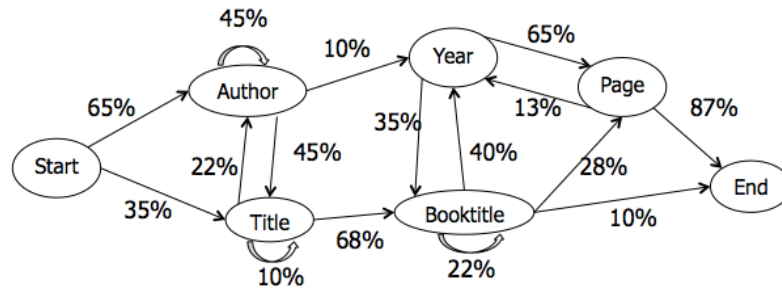 45%
10%
Year
65%
Author
Page
65%
13%
87%
35%
Start
22%
45%
40%
28%
End
35%
Title
Booktitle
10%
68%
10%
22%